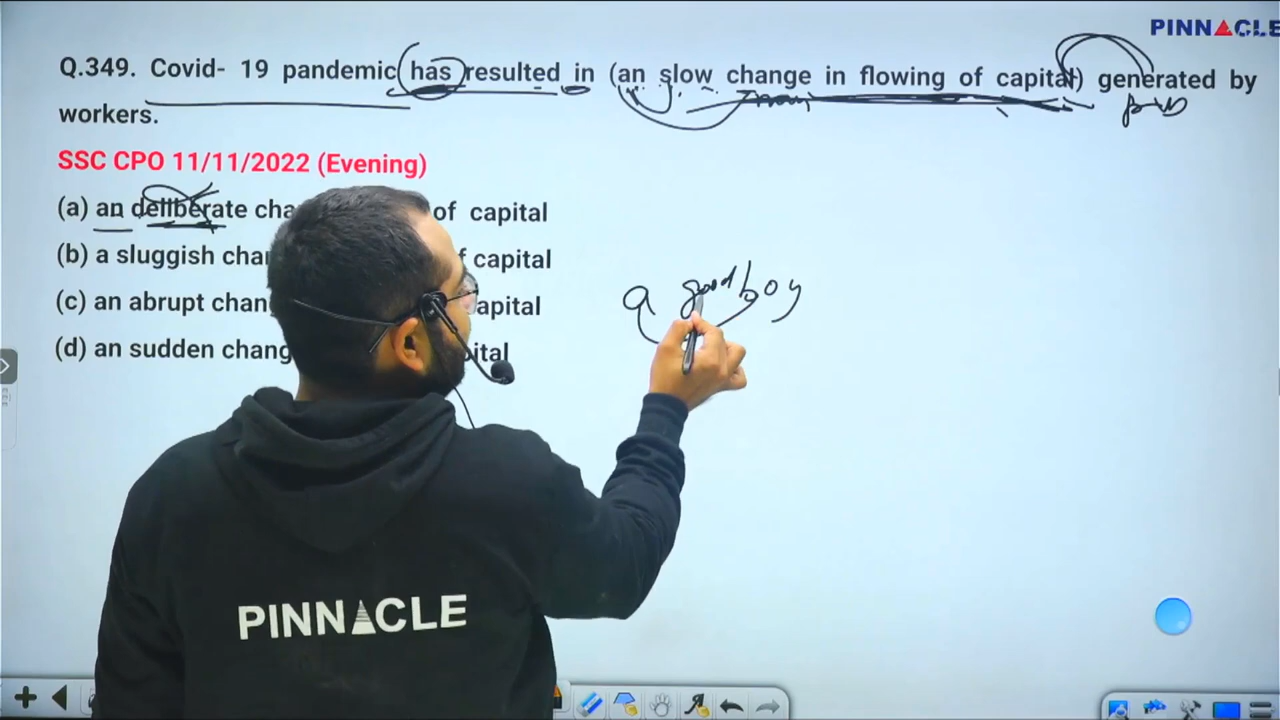 PINNACLE
Q.349. Covid- 19 pandemic has resulted in (an slow change in flowing of capital) generated by
workers.
SSC CPO 11/11/2022 (Evening)
(a) an deliberate cha of capital
(b) a sluggish cha f capital
(c) an abrupt chan apital
(d) an sudden chang ital
a good boy
PINNACLE